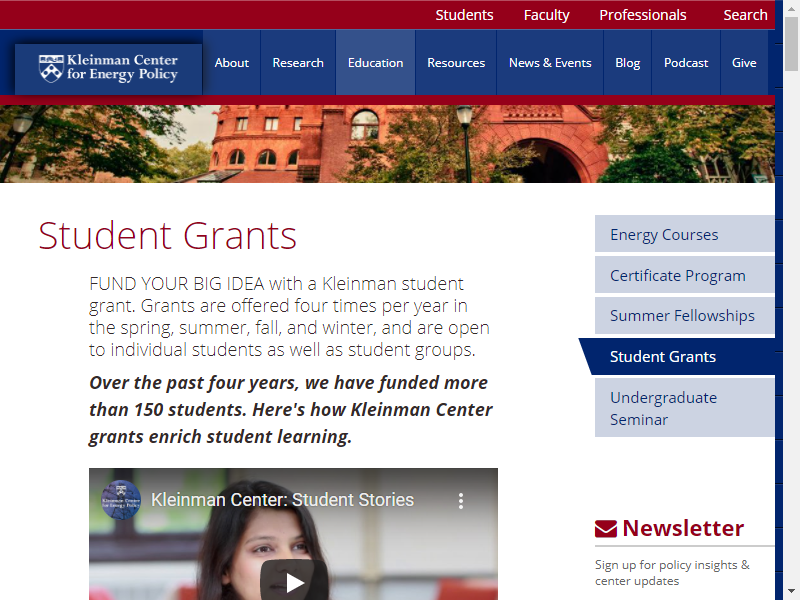 Students Faculty Professionals Search
Kleinman Center
for Energy Policy
About Research Education Resources News & Events Blog Podcast Give
Student Grants
FUND YOUR BIG IDEA with a Kleinman student
grant. Grants are offered four times per year in
the spring, summer, fall, and winter, and are open
to individual students as well as student groups.
Over the past four years, we have funded more
than 150 students. Here's how Kleinman Center
grants enrich student learning.
Kleinman Center: Student Stories
Energy Courses
Certificate Program
Summer Fellowships
Student Grants
Undergraduate
Seminar
Newsletter
Sign up for policy insights &
center updates